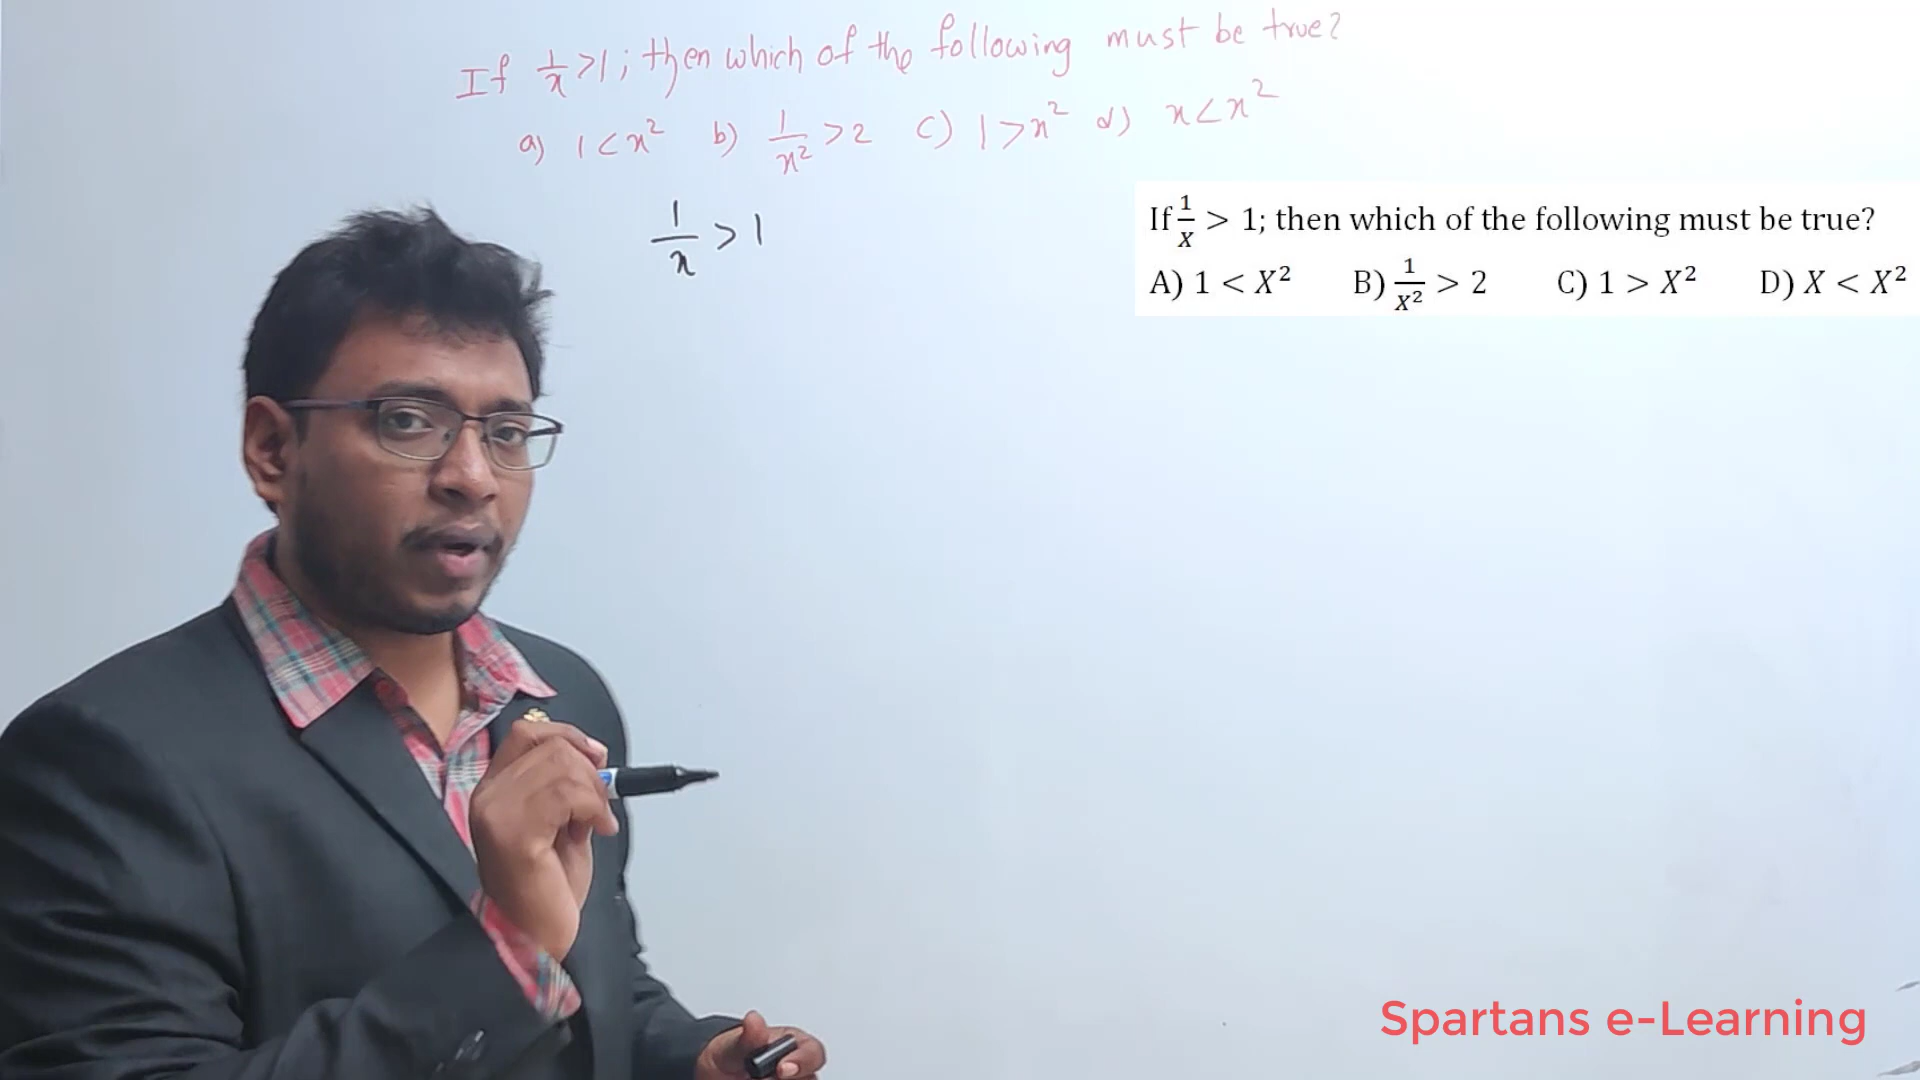 If 1/x >1; then which of the following must be true?
a) 1 < x² b) 1/x² > 2 c) 1 > x² d) x < x²
1/x > 1
If 1/X > 1; then which of the following must be true?
A) 1 < X² B) 1/X² > 2 C) 1 > X² D) X < X²
Spartans e-Learning